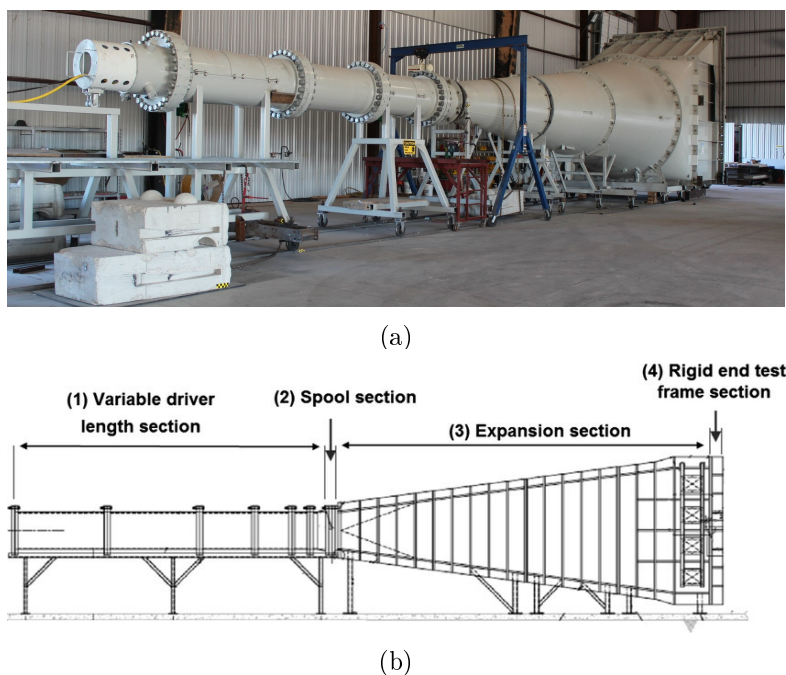 (a)
(1) Variable driver
length section
(2) Spool section
(3) Expansion section
(4) Rigid end test
frame section
(b)